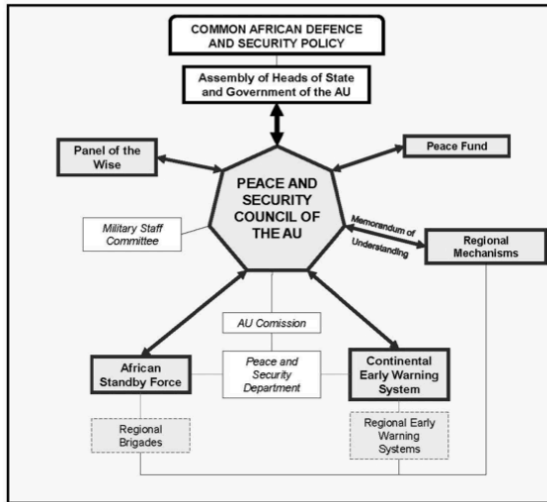 COMMON AFRICAN DEFENCE
AND SECURITY POLICY
Assembly of Heads of State
and Government of the AU
Panel of the
Wise
Peace Fund
PEACE AND
SECURITY
COUNCIL OF
THE AU
Military Staff
Committee
Memorandum of
Understanding
Regional
Mechanisms
AU Comission
African
Standby Force
Peace and
Security
Department
Continental
Early Warning
System
Regional
Brigades
Regional Early
Warning
Systems